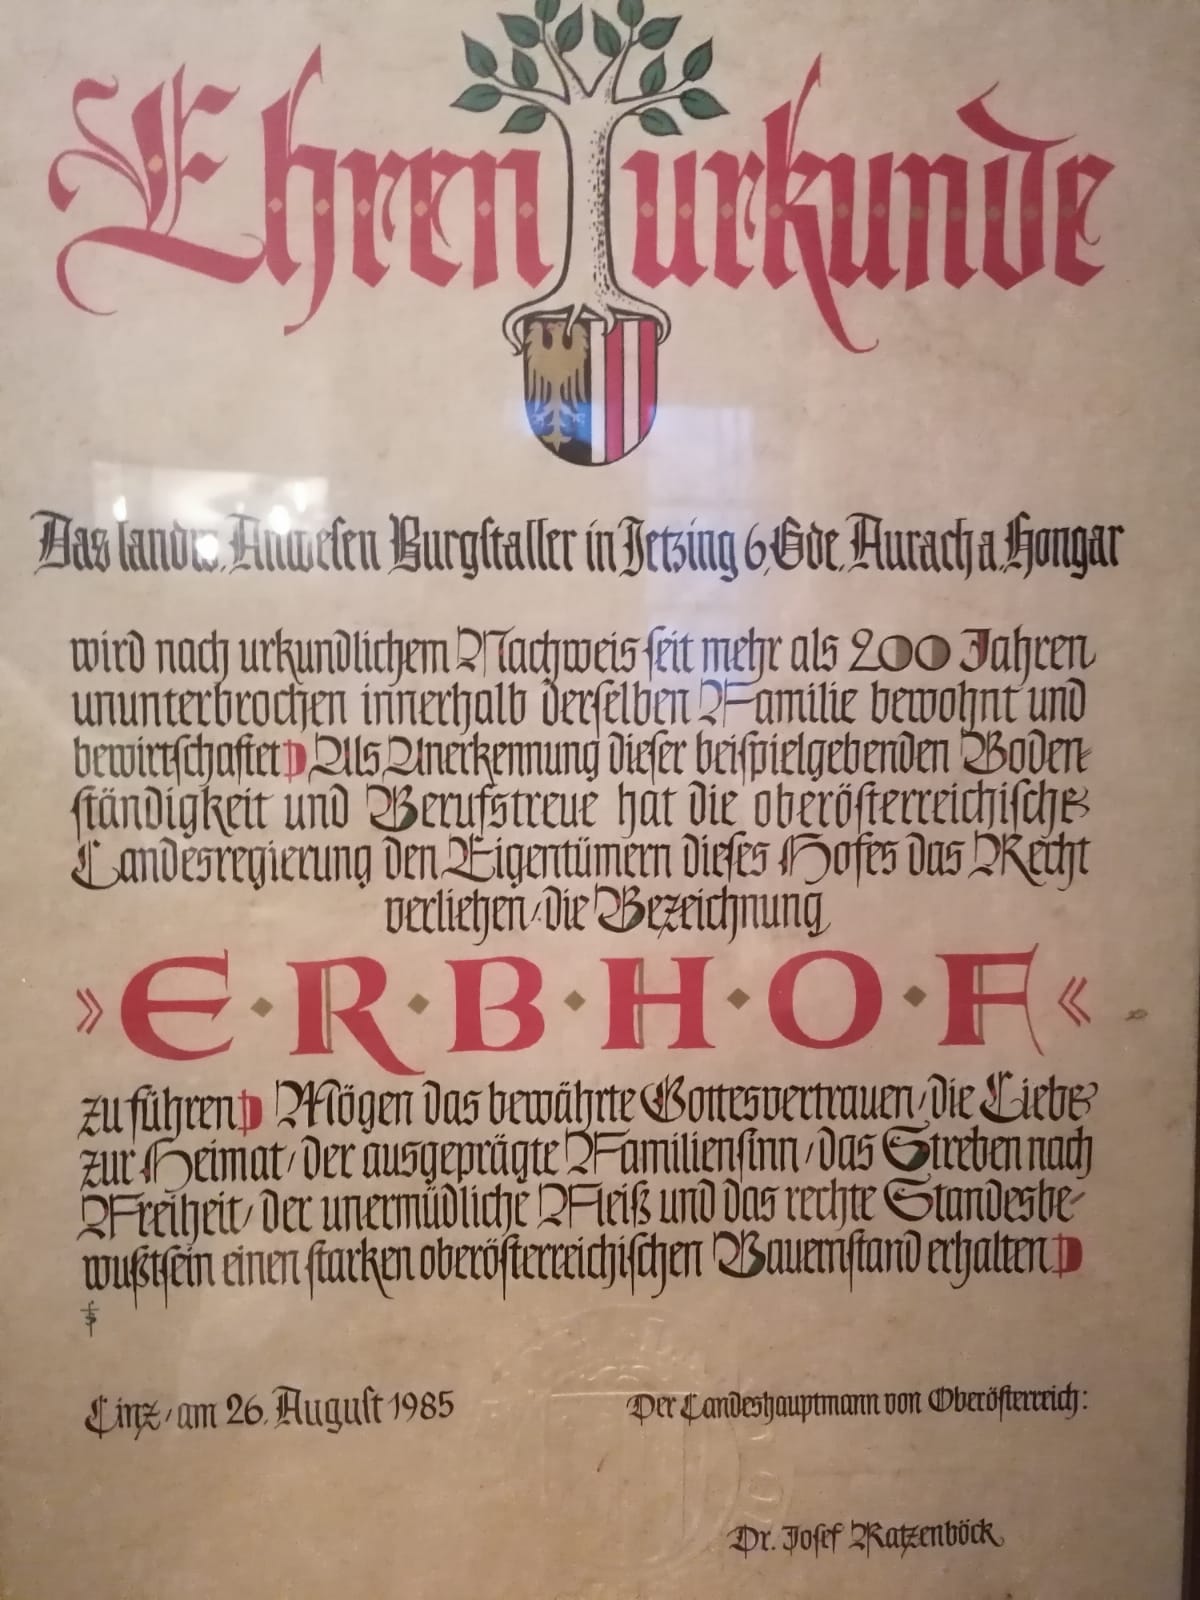 Ehrenurkunde
Das landw. Anwesen Burgstaller in Jetzing 6, Gde. Aurach a. Hongar
wird nach urkundlichem Nachweis seit mehr als 200 Jahren
ununterbrochen innerhalb derselben Familie bewohnt und
bewirtschaftet Als Anerkennung dieser beispielgebenden Boden-
ständigkeit und Berufstreue hat die oberösterreichische
Landesregierung den Eigentümern dieses Hofes das Recht
verliehen, die Bezeichnung
»E·R·B·H·O·F«
zu führen Mögen das bewährte Gottesvertrauen, die Liebe
zur Heimat, der ausgeprägte Familiensinn, das Streben nach
Freiheit, der unermüdliche Fleiß und das rechte Standesbe-
wußtsein einen starken oberösterreichischen Bauernstand erhalten
Linz, am 26. August 1985
Der Landeshauptmann von Oberösterreich:
Dr. Josef Ratzenböck